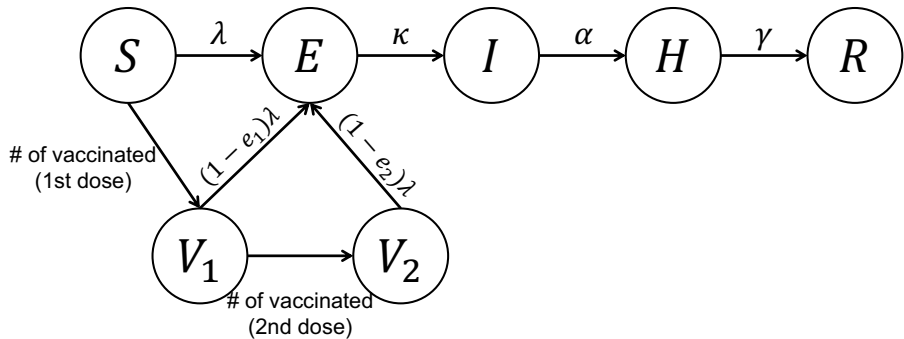 S λ E κ I α H γ R
# of vaccinated
(1st dose)
(1 − e₁)λ
(1 − e₂)λ
V₁ V₂
# of vaccinated
(2nd dose)